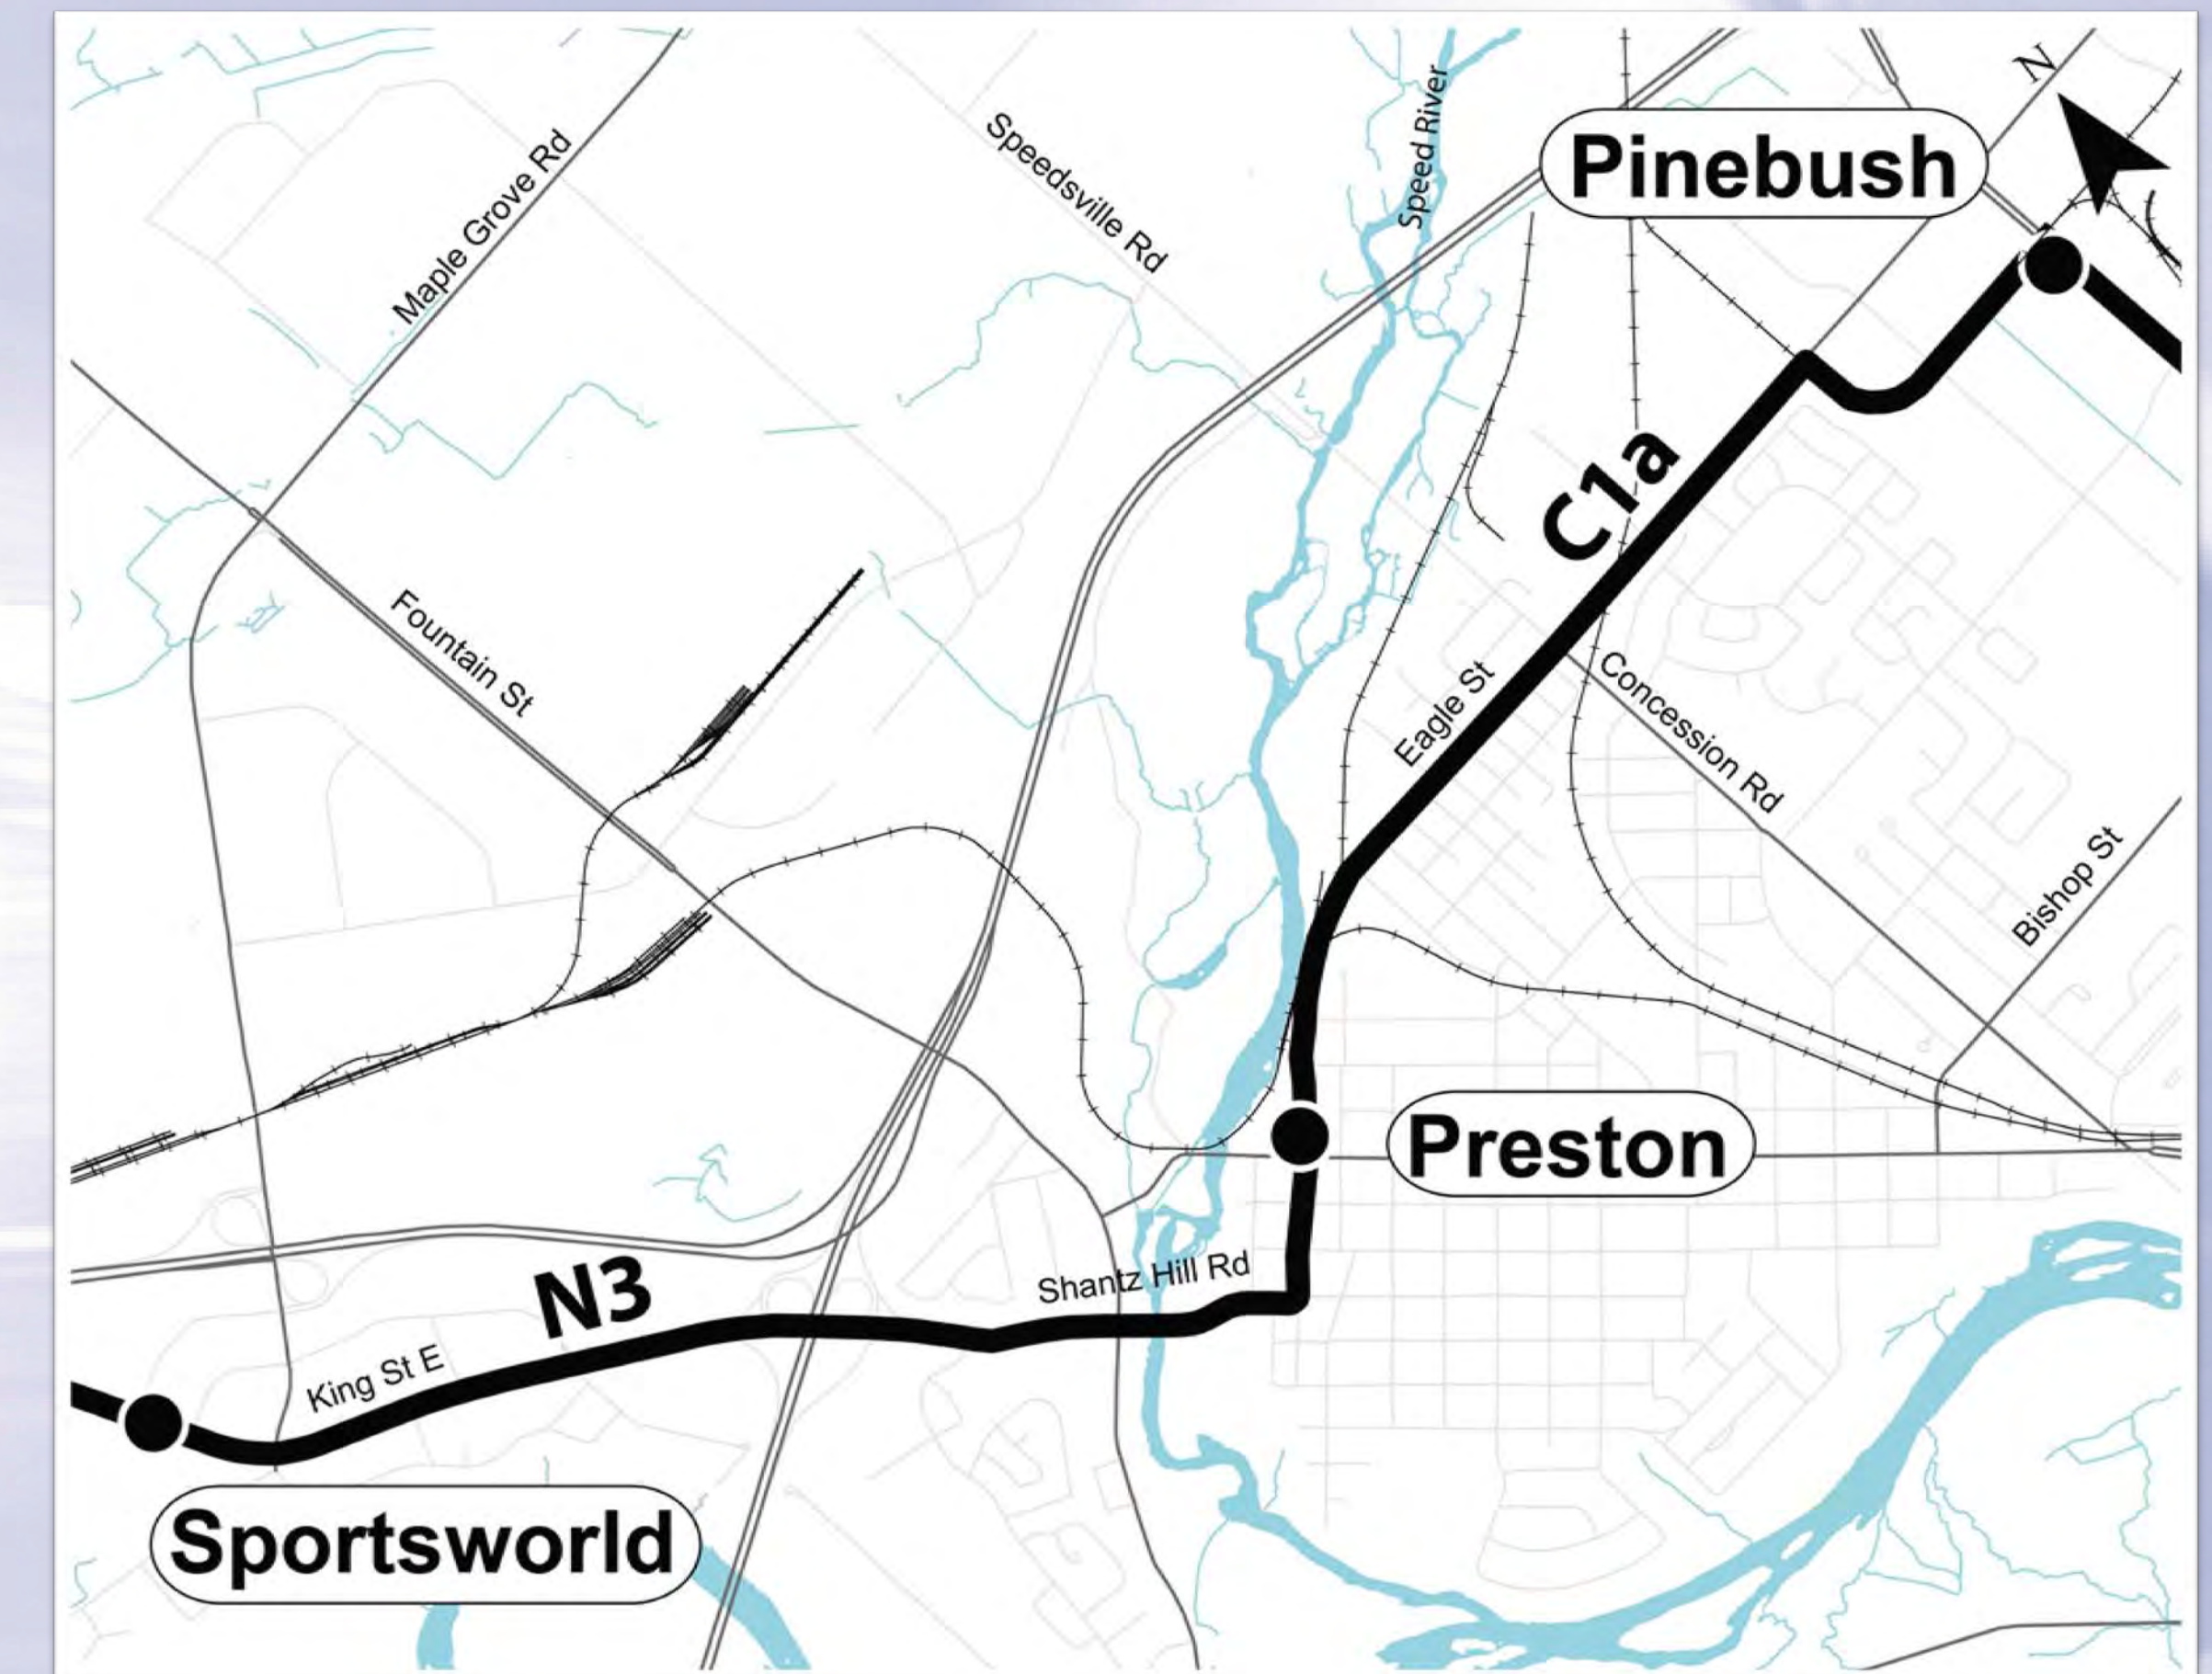 N
Speed River
Pinebush
Speedsville Rd
Maple Grove Rd
C1a
Fountain St
Eagle St
Concession Rd
Bishop St
Preston
Shantz Hill Rd
N3
King St E
Sportsworld